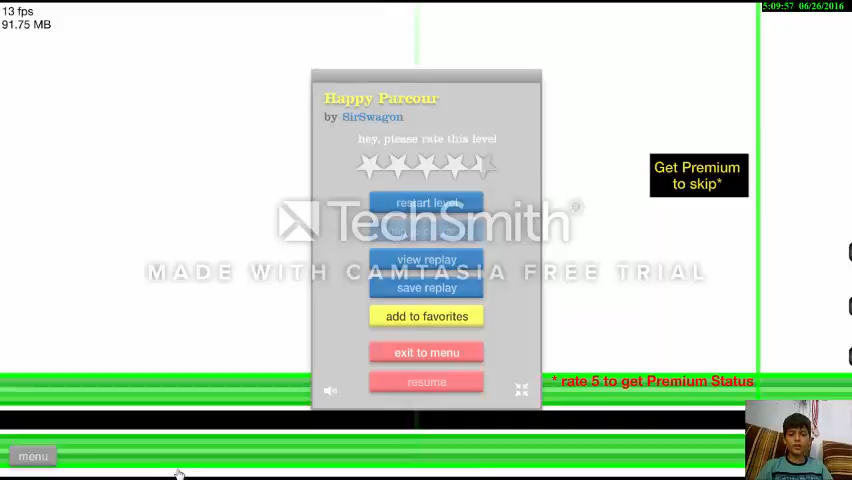 13 fps
91.75 MB
5:09:57 06/26/2016
Happy Parcour
by SirSwagon
hey, please rate this level
Get Premium
to skip*
restart level
TechSmith®
view replay
MADE WITH CAMTASIA FREE TRIAL
save replay
add to favorites
exit to menu
resume
* rate 5 to get Premium Status
menu